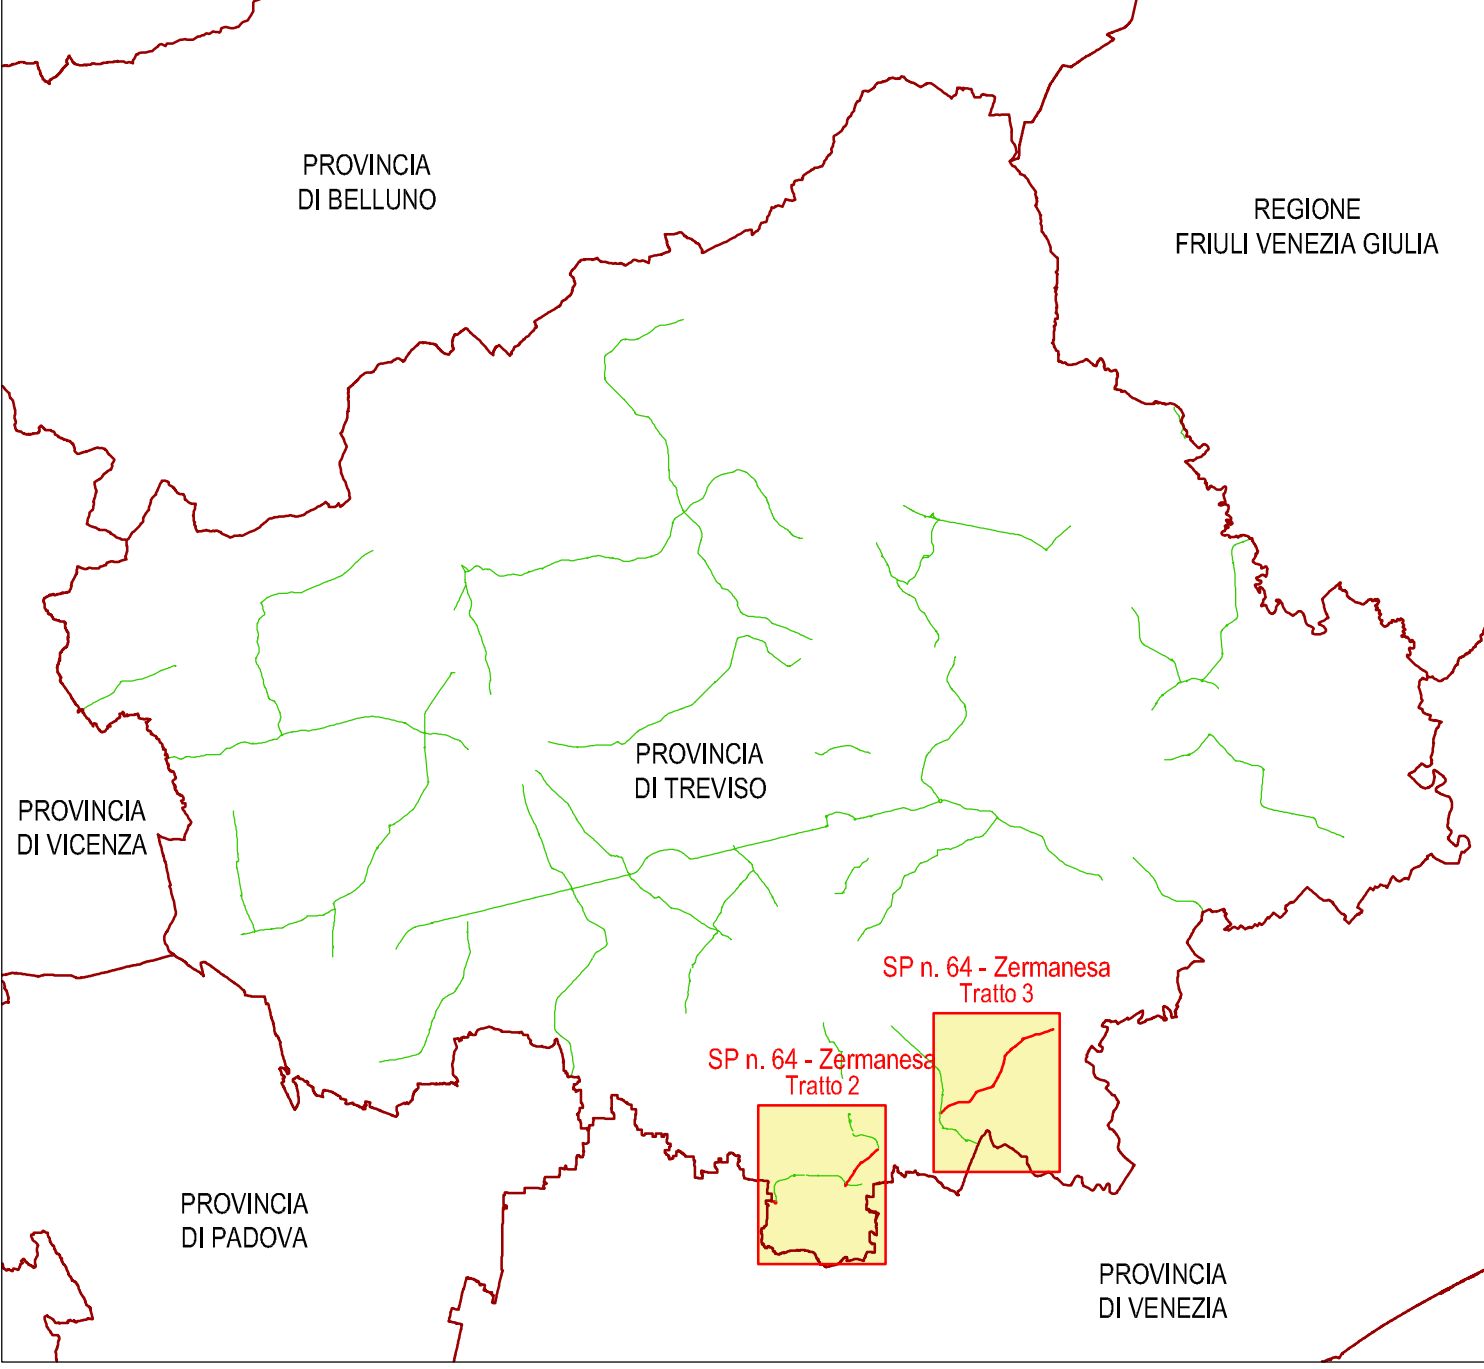 PROVINCIA
DI BELLUNO
REGIONE
FRIULI VENEZIA GIULIA
PROVINCIA
DI TREVISO
PROVINCIA
DI VICENZA
SP n. 64 - Zermanesa
Tratto 3
SP n. 64 - Zermanesa
Tratto 2
PROVINCIA
DI PADOVA
PROVINCIA
DI VENEZIA